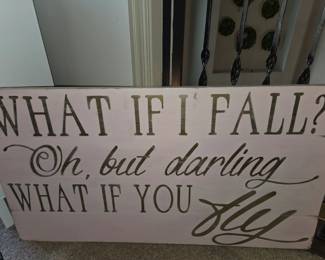 WHAT IF I FALL?
Oh, but darling
WHAT IF YOU
fly